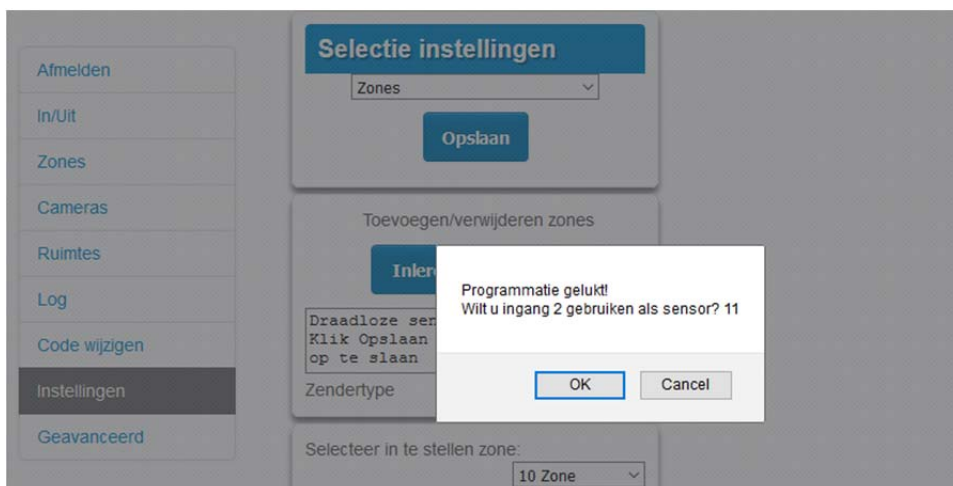 Afmelden
In/Uit
Zones
Cameras
Ruimtes
Log
Code wijzigen
Instellingen
Geavanceerd
Selectie instellingen
Zones
Opslaan
Toevoegen/verwijderen zones
Draadloze
Klik Opslaan
op te slaan
Zendertype
Programmatie gelukt!
Wilt u ingang 2 gebruiken als sensor? 11
OK
Cancel
Selecteer in te stellen zone:
10 Zone